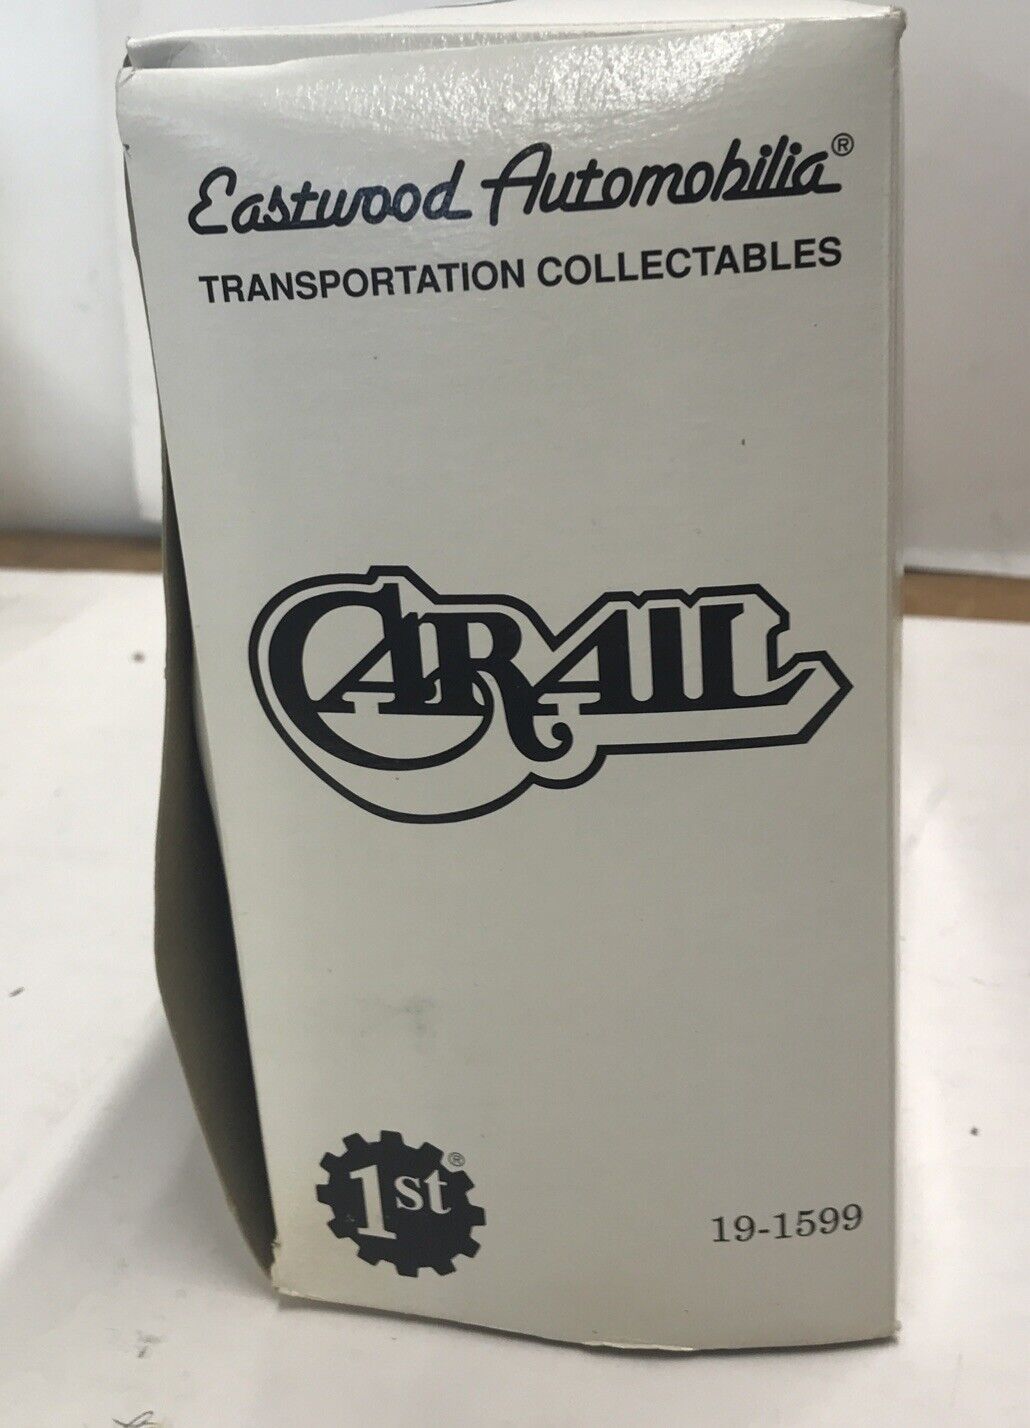 Eastwood Automobilia®
TRANSPORTATION COLLECTABLES
CARAIL
1st®
19-1599